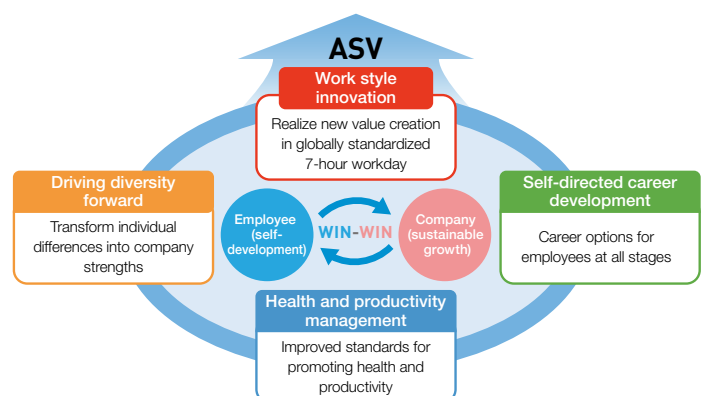 ASV
Work style
innovation
Realize new value creation
in globally standardized
7-hour workday
Driving diversity
forward
Transform individual
differences into company
strengths
Employee
(self-
development)
WIN-WIN
Company
(sustainable
growth)
Self-directed career
development
Career options for
employees at all stages
Health and productivity
management
Improved standards for
promoting health and
productivity